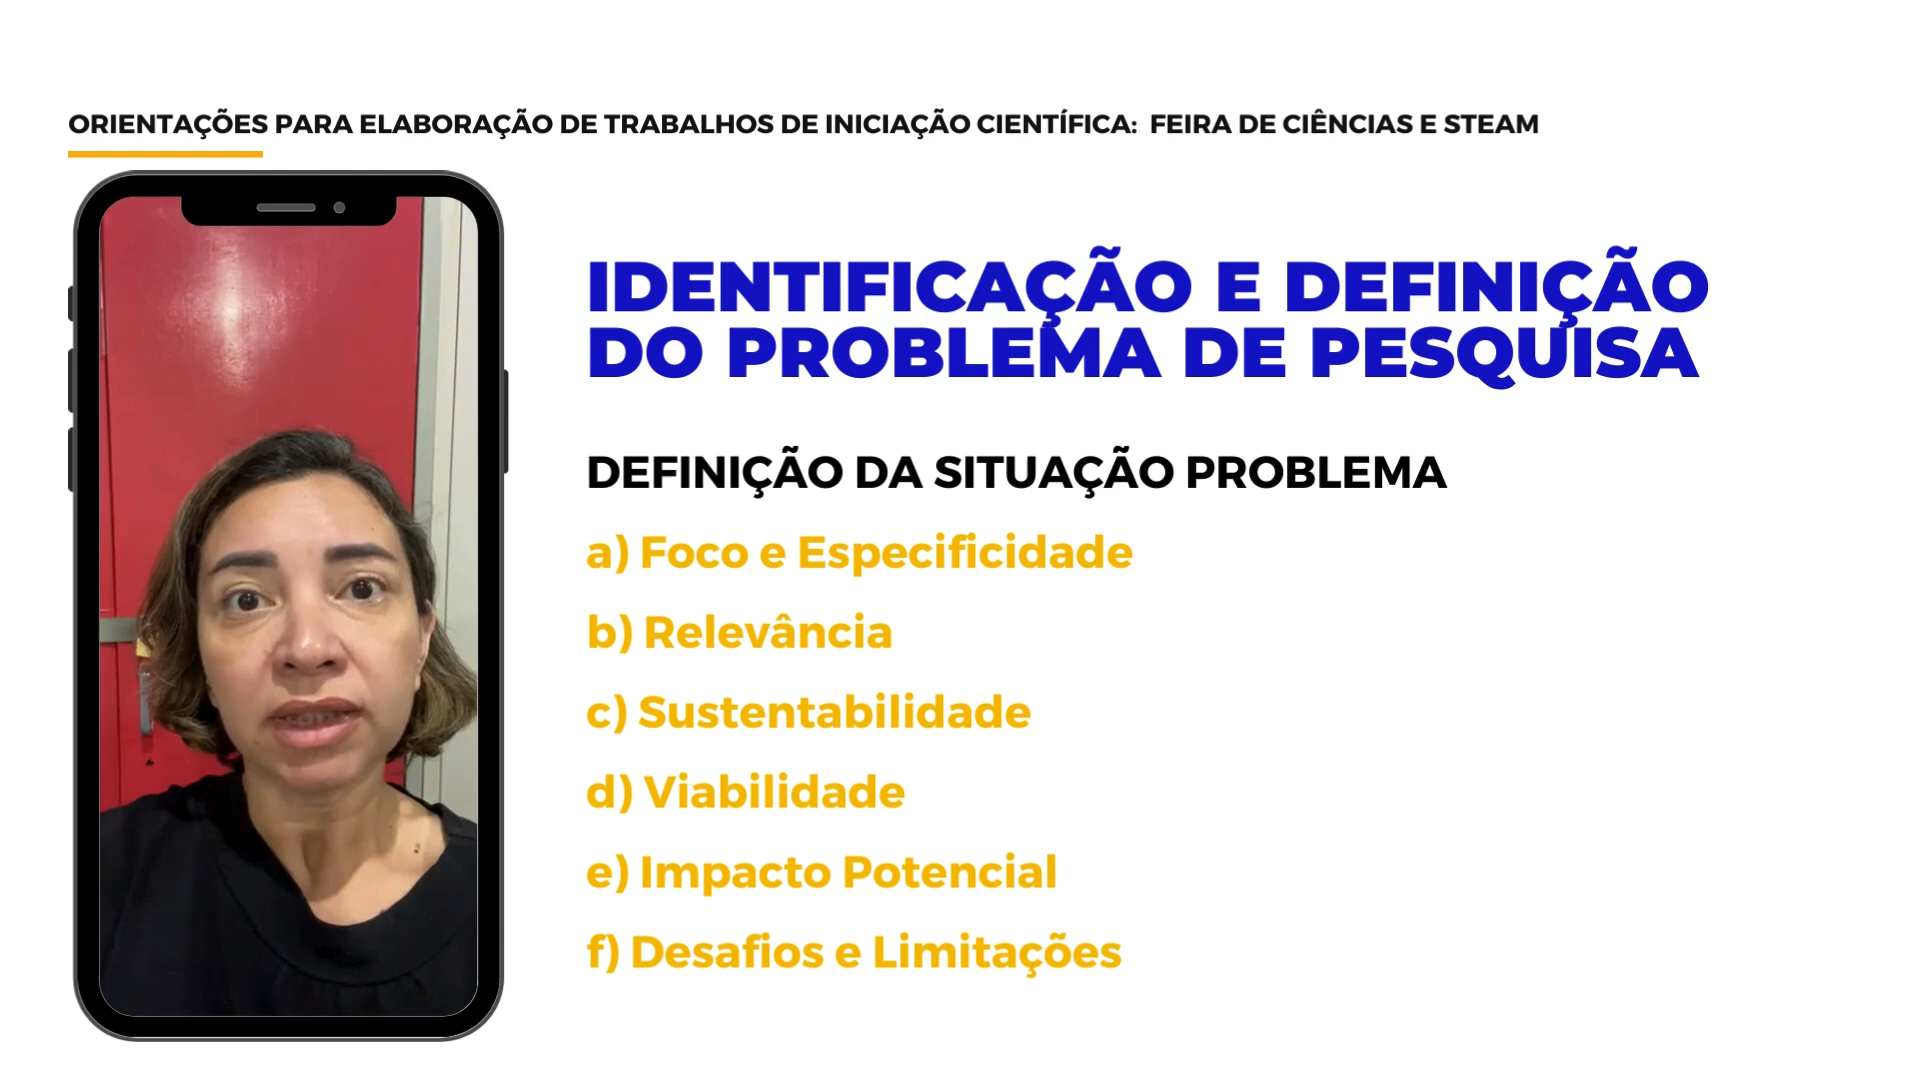 ORIENTAÇÕES PARA ELABORAÇÃO DE TRABALHOS DE INICIAÇÃO CIENTÍFICA: FEIRA DE CIÊNCIAS E STEAM
IDENTIFICAÇÃO E DEFINIÇÃO
DO PROBLEMA DE PESQUISA
DEFINIÇÃO DA SITUAÇÃO PROBLEMA
a) Foco e Especificidade
b) Relevância
c) Sustentabilidade
d) Viabilidade
e) Impacto Potencial
f) Desafios e Limitações